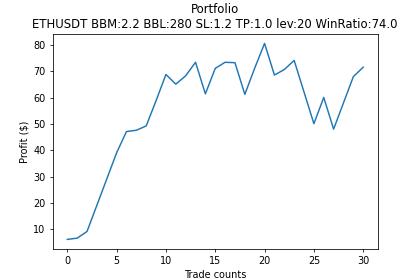 Portfolio
ETHUSDT BBM:2.2 BBL:280 SL:1.2 TP:1.0 lev:20 WinRatio:74.0
80
70
60
50
40
30
20
10
Profit ($)
0 5 10 15 20 25 30
Trade counts